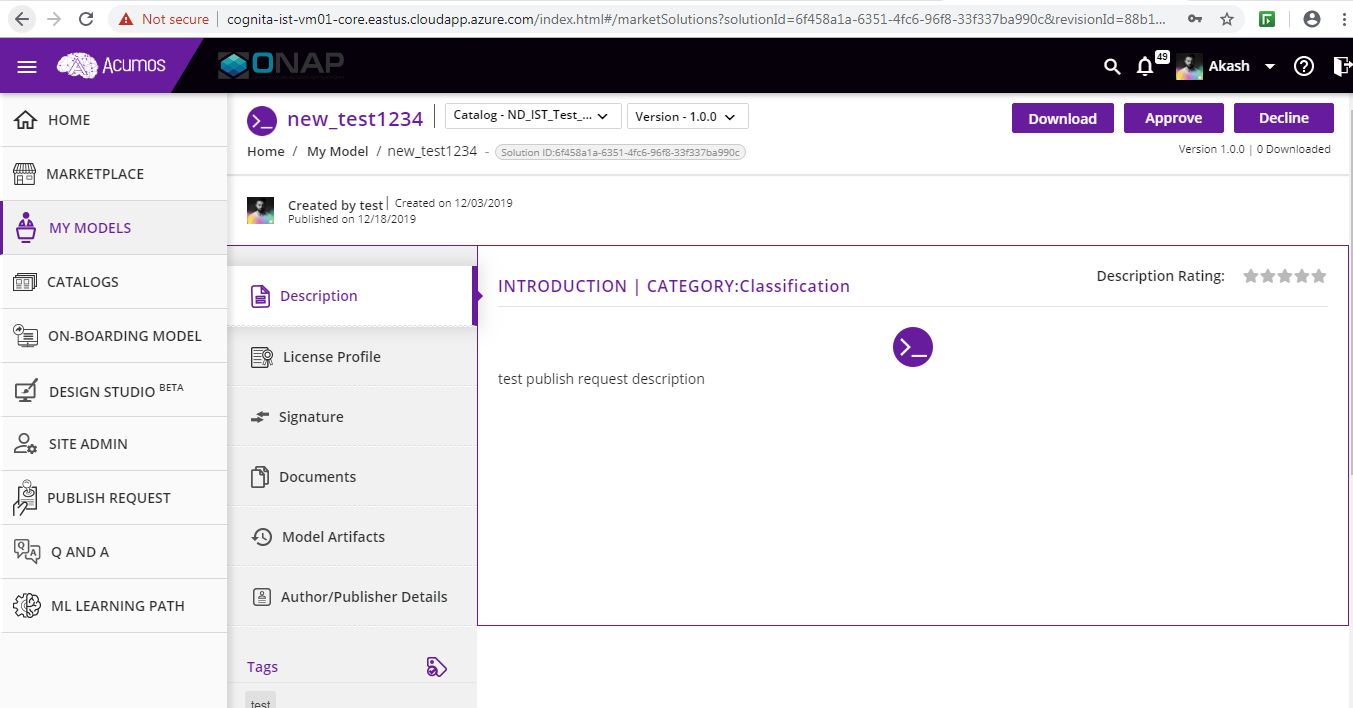 Not secure
cognita-ist-vm01-core.eastus.cloudapp.azure.com/index.html#/marketSolutions?solutionId=6f458a1a-6351-4fc6-96f8-33f337ba990c&revisionId=88b1...
Acumos
ONAP
49
Akash
HOME
MARKETPLACE
MY MODELS
CATALOGS
ON-BOARDING MODEL
DESIGN STUDIO BETA
SITE ADMIN
PUBLISH REQUEST
Q AND A
ML LEARNING PATH
new_test1234
Catalog - ND_IST_Test_...
Version - 1.0.0
Download
Approve
Decline
Home / My Model / new_test1234 - Solution ID:6f458a1a-6351-4fc6-96f8-33f337ba990c
Version 1.0.0 | 0 Downloaded
Created by test | Created on 12/03/2019
Published on 12/18/2019
Description
License Profile
Signature
Documents
Model Artifacts
Author/Publisher Details
Tags
test
INTRODUCTION | CATEGORY:Classification
Description Rating:
test publish request description